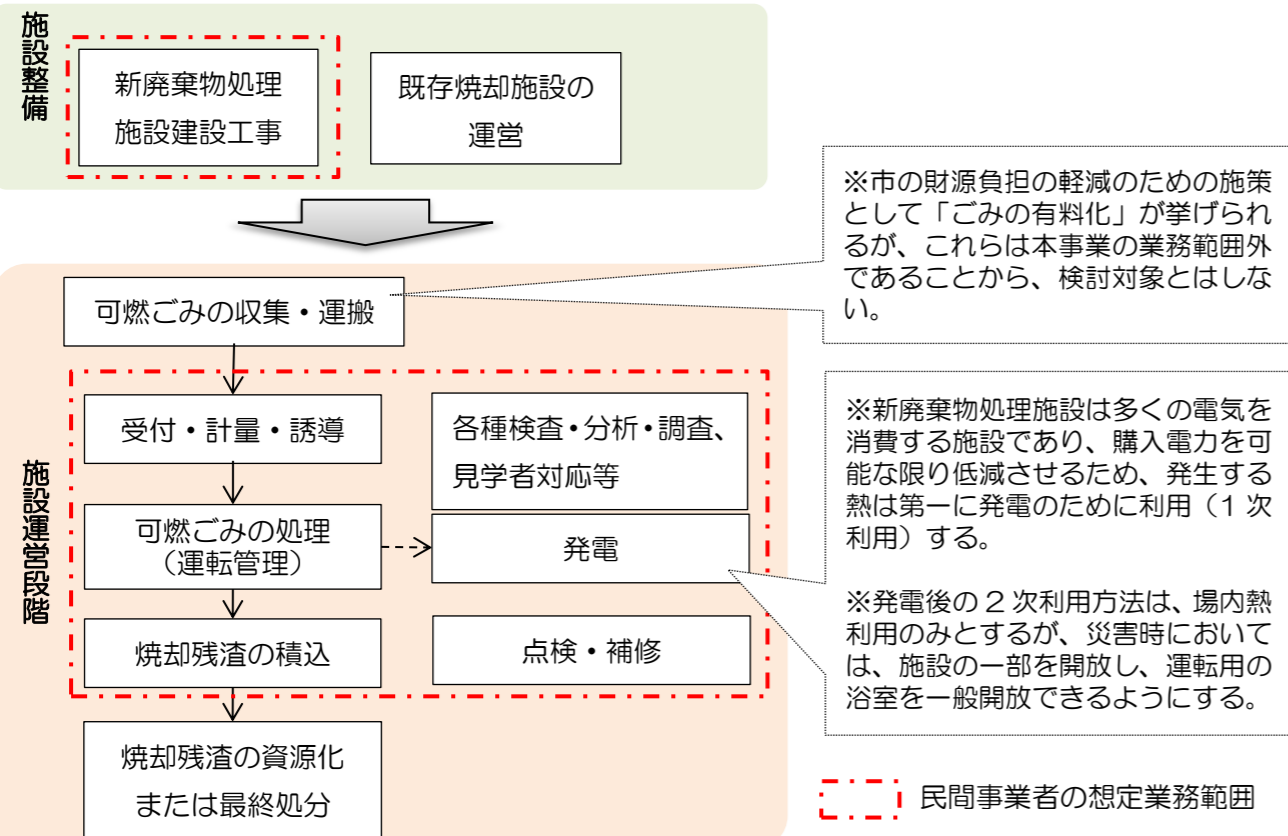 施設整備
新廃棄物処理
施設建設工事
既存焼却施設の
運営
※市の財源負担の軽減のための施策
として「ごみの有料化」が挙げられ
るが、これらは本事業の業務範囲外
であることから、検討対象とはしな
い。
施設運営段階
可燃ごみの収集・運搬
受付・計量・誘導
各種検査・分析・調査、
見学者対応等
可燃ごみの処理
（運転管理）
発電
焼却残渣の積込
点検・補修
焼却残渣の資源化
または最終処分
※新廃棄物処理施設は多くの電気を
消費する施設であり、購入電力を可
能な限り低減させるため、発生する
熱は第一に発電のために利用（1 次
利用）する。
※発電後の 2 次利用方法は、場内熱
利用のみとするが、災害時において
は、施設の一部を開放し、運転用の
浴室を一般開放できるようにする。
民間事業者の想定業務範囲